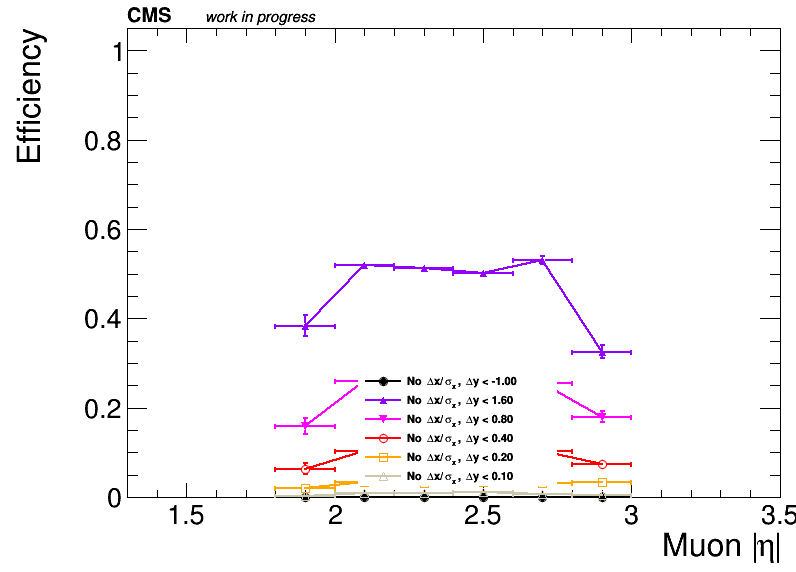 CMS work in progress
Efficiency
1
0.8
0.6
0.4
0.2
0
No Δx/σx, Δy < -1.00
No Δx/σx, Δy < 1.60
No Δx/σx, Δy < 0.80
No Δx/σx, Δy < 0.40
No Δx/σx, Δy < 0.20
No Δx/σx, Δy < 0.10
1.5 2 2.5 3 3.5
Muon |η|